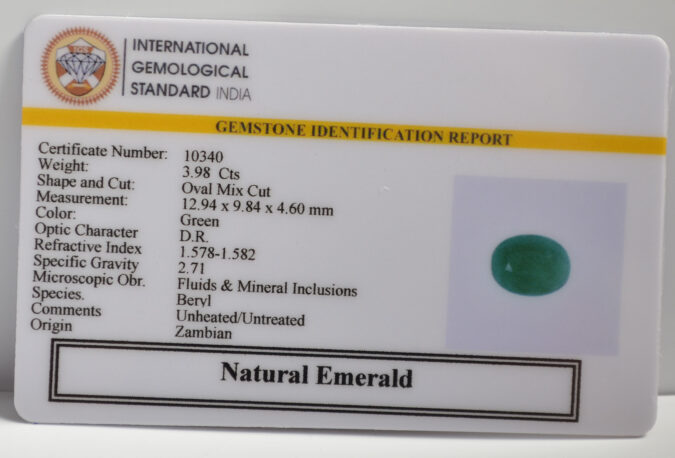 IGS
INTERNATIONAL
GEMOLOGICAL
STANDARD INDIA
GEMSTONE IDENTIFICATION REPORT
Certificate Number: 10340
Weight: 3.98 Cts
Shape and Cut: Oval Mix Cut
Measurement: 12.94 x 9.84 x 4.60 mm
Color: Green
Optic Character D.R.
Refractive Index 1.578-1.582
Specific Gravity 2.71
Microscopic Obr. Fluids & Mineral Inclusions
Species. Beryl
Comments Unheated/Untreated
Origin Zambian
Natural Emerald